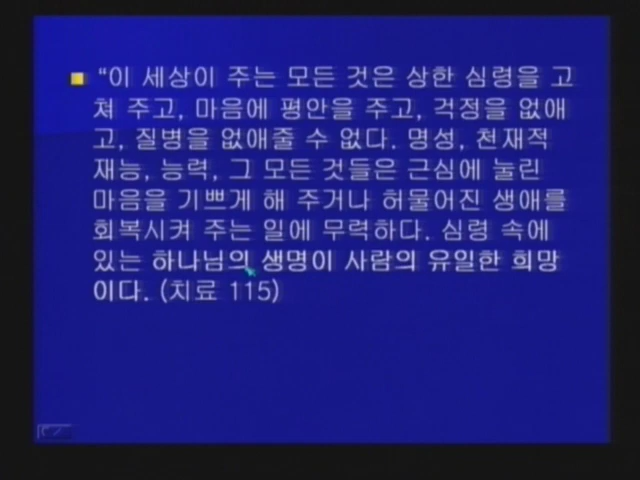 “이 세상이 주는 모든 것은 상한 심령을 고
쳐 주고, 마음에 평안을 주고, 걱정을 없애
고, 질병을 없애줄 수 없다. 명성, 천재적
재능, 능력, 그 모든 것들은 근심에 눌린
마음을 기쁘게 해 주거나 허물어진 생애를
회복시켜 주는 일에 무력하다. 심령 속에
있는 하나님의 생명이 사람의 유일한 희망
이다. (치료 115)